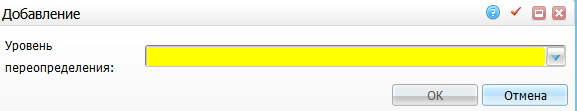 Добавление
Уровень
переопределения:
ОК
Отмена